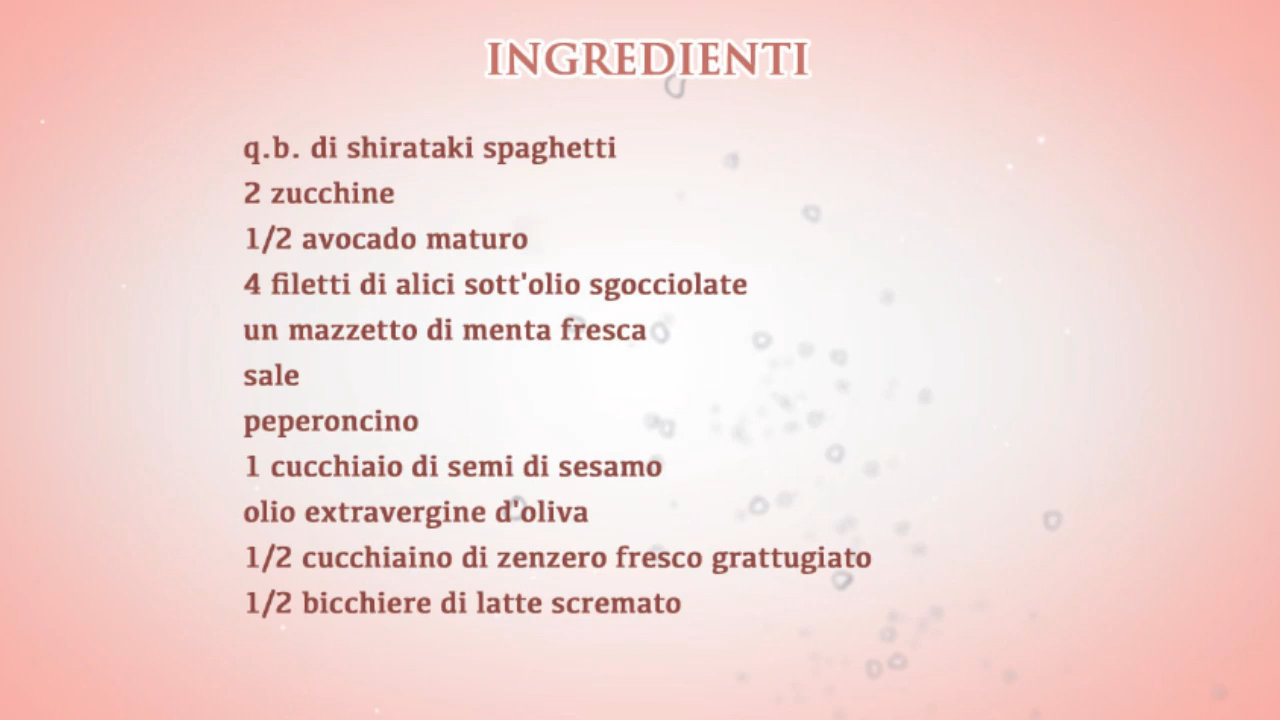 INGREDIENTI
q.b. di shirataki spaghetti
2 zucchine
1/2 avocado maturo
4 filetti di alici sott'olio sgocciolate
un mazzetto di menta fresca
sale
peperoncino
1 cucchiaio di semi di sesamo
olio extravergine d'oliva
1/2 cucchiaino di zenzero fresco grattugiato
1/2 bicchiere di latte scremato